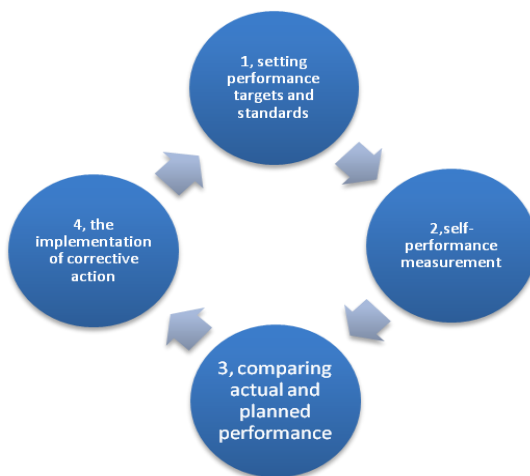 1, setting
performance
targets and
standards
2,self-
performance
measurement
3, comparing
actual and
planned
performance
4, the
implementation
of corrective
action